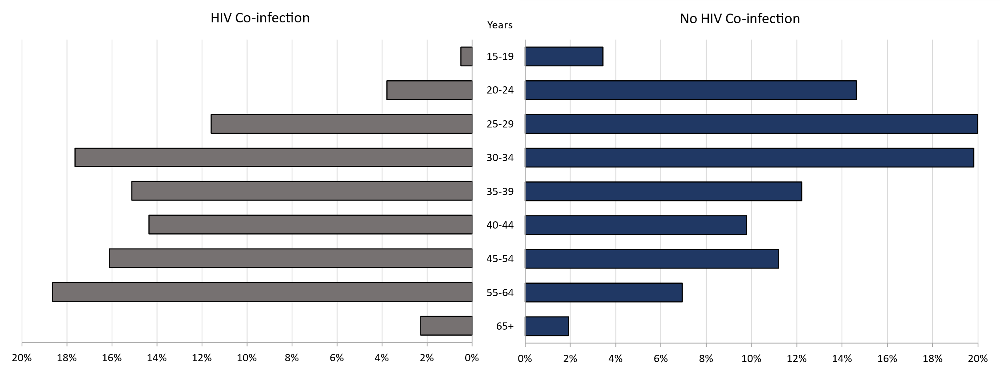 HIV Co-infection
No HIV Co-infection
Years
15-19
20-24
25-29
30-34
35-39
40-44
45-54
55-64
65+
20% 18% 16% 14% 12% 10% 8% 6% 4% 2% 0%
0% 2% 4% 6% 8% 10% 12% 14% 16% 18% 20%